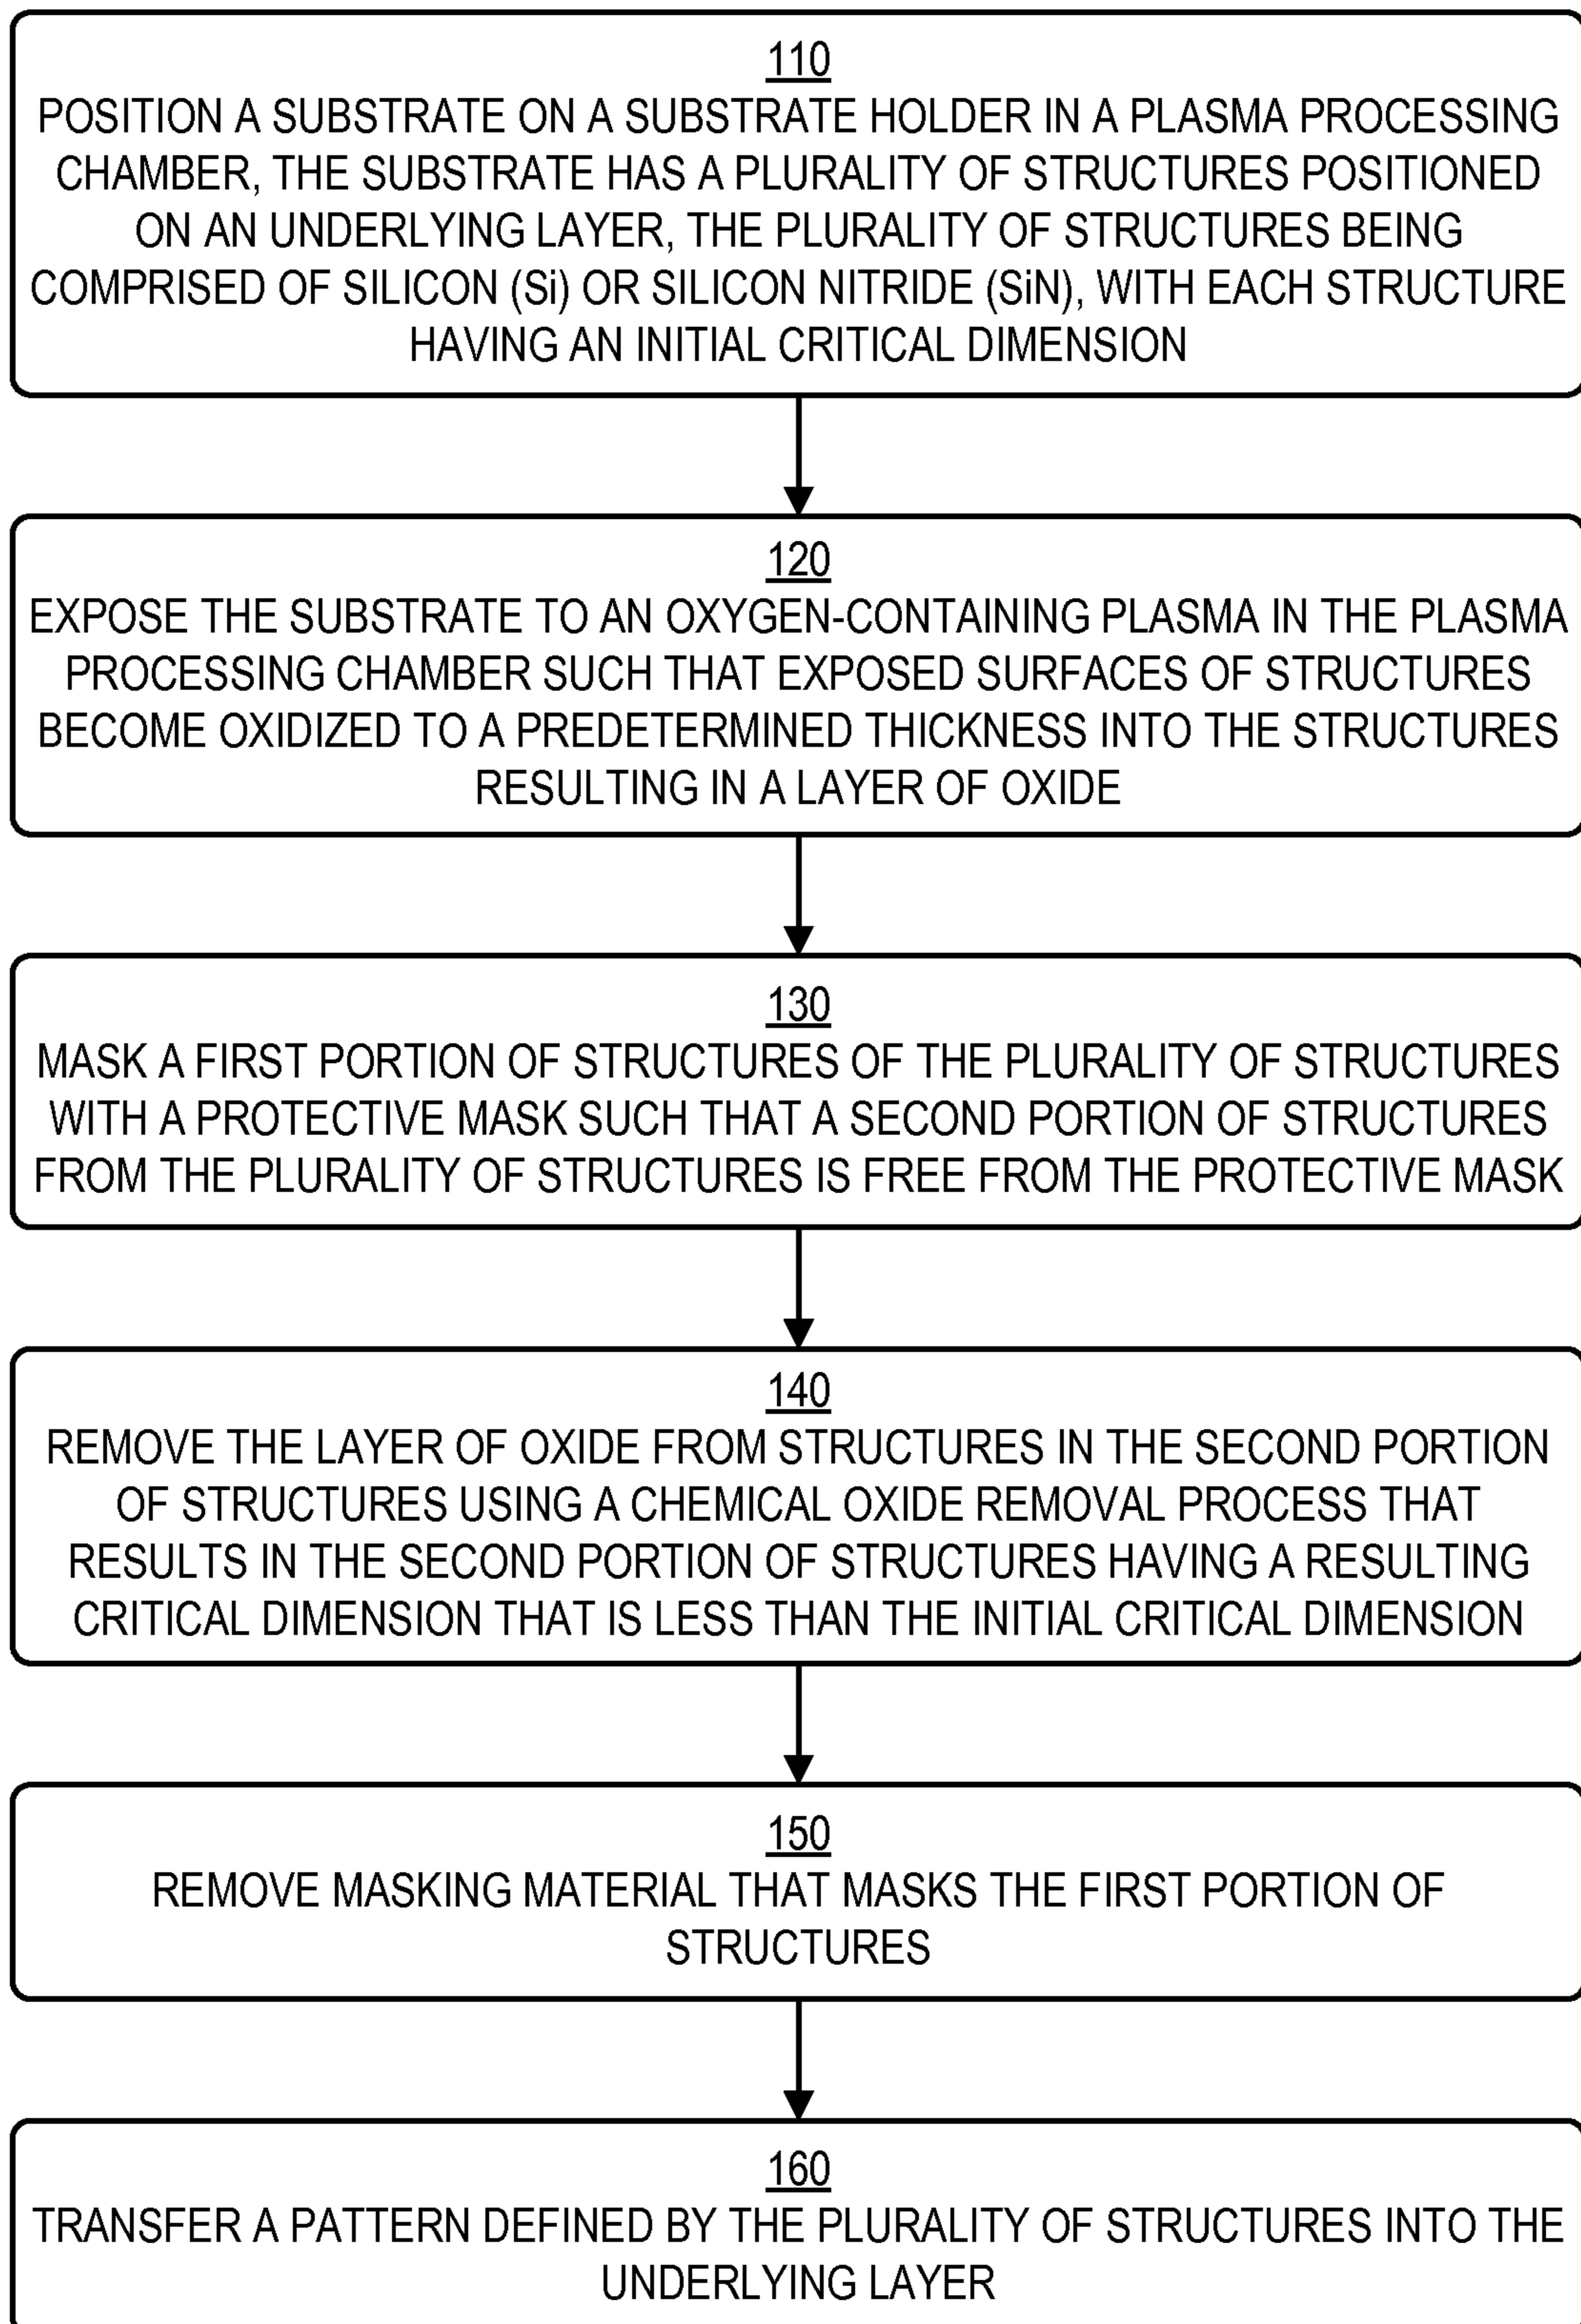 110
POSITION A SUBSTRATE ON A SUBSTRATE HOLDER IN A PLASMA PROCESSING
CHAMBER, THE SUBSTRATE HAS A PLURALITY OF STRUCTURES POSITIONED
ON AN UNDERLYING LAYER, THE PLURALITY OF STRUCTURES BEING
COMPRISED OF SILICON (Si) OR SILICON NITRIDE (SiN), WITH EACH STRUCTURE
HAVING AN INITIAL CRITICAL DIMENSION
120
EXPOSE THE SUBSTRATE TO AN OXYGEN-CONTAINING PLASMA IN THE PLASMA
PROCESSING CHAMBER SUCH THAT EXPOSED SURFACES OF STRUCTURES
BECOME OXIDIZED TO A PREDETERMINED THICKNESS INTO THE STRUCTURES
RESULTING IN A LAYER OF OXIDE
130
MASK A FIRST PORTION OF STRUCTURES OF THE PLURALITY OF STRUCTURES
WITH A PROTECTIVE MASK SUCH THAT A SECOND PORTION OF STRUCTURES
FROM THE PLURALITY OF STRUCTURES IS FREE FROM THE PROTECTIVE MASK
140
REMOVE THE LAYER OF OXIDE FROM STRUCTURES IN THE SECOND PORTION
OF STRUCTURES USING A CHEMICAL OXIDE REMOVAL PROCESS THAT
RESULTS IN THE SECOND PORTION OF STRUCTURES HAVING A RESULTING
CRITICAL DIMENSION THAT IS LESS THAN THE INITIAL CRITICAL DIMENSION
150
REMOVE MASKING MATERIAL THAT MASKS THE FIRST PORTION OF
STRUCTURES
160
TRANSFER A PATTERN DEFINED BY THE PLURALITY OF STRUCTURES INTO THE
UNDERLYING LAYER